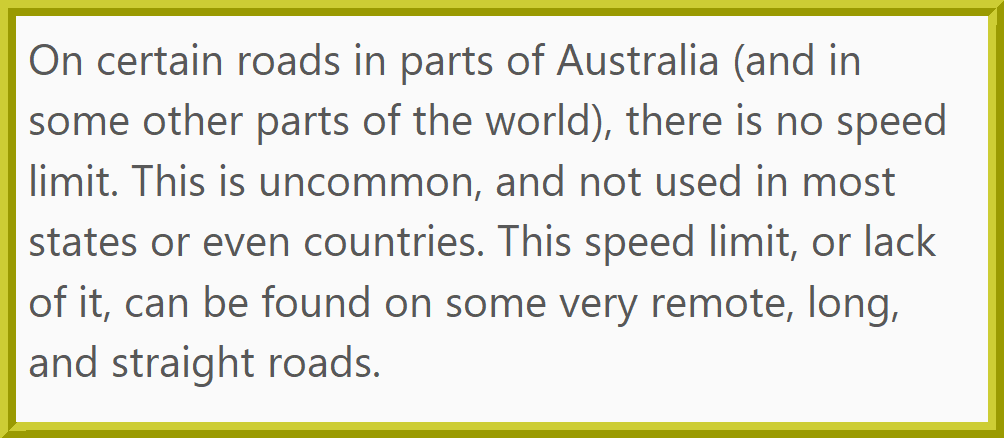 On certain roads in parts of Australia (and in
some other parts of the world), there is no speed
limit. This is uncommon, and not used in most
states or even countries. This speed limit, or lack
of it, can be found on some very remote, long,
and straight roads.